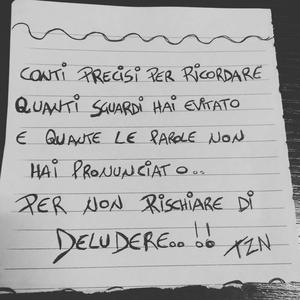 CONTI PRECISI PER RICORDARE
QUANTI SGUARDI HAI EVITATO
E QUANTE LE PAROLE NON
HAI PRONUNCIATO..
PER NON RISCHIARE DI
DELUDERE..!! TZN